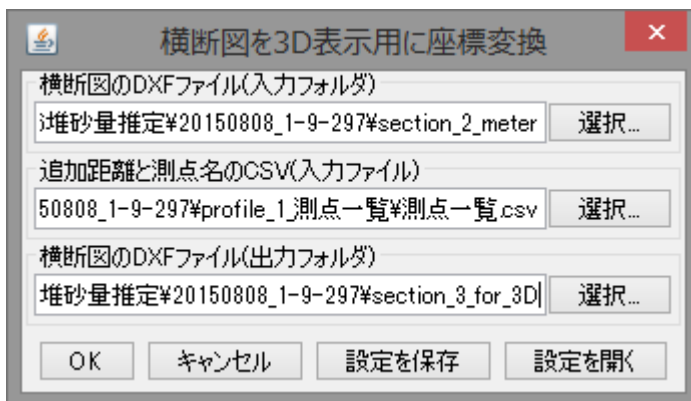 横断図を3D表示用に座標変換
横断図のDXFファイル(入力フォルダ)
堆砂量推定¥20150808_1-9-297¥section_2_meter
選択...
追加距離と測点名のCSV(入力ファイル)
50808_1-9-297¥profile_1_測点一覧¥測点一覧.csv
選択...
横断図のDXFファイル(出力フォルダ)
堆砂量推定¥20150808_1-9-297¥section_3_for_3D
選択...
OK キャンセル 設定を保存 設定を開く